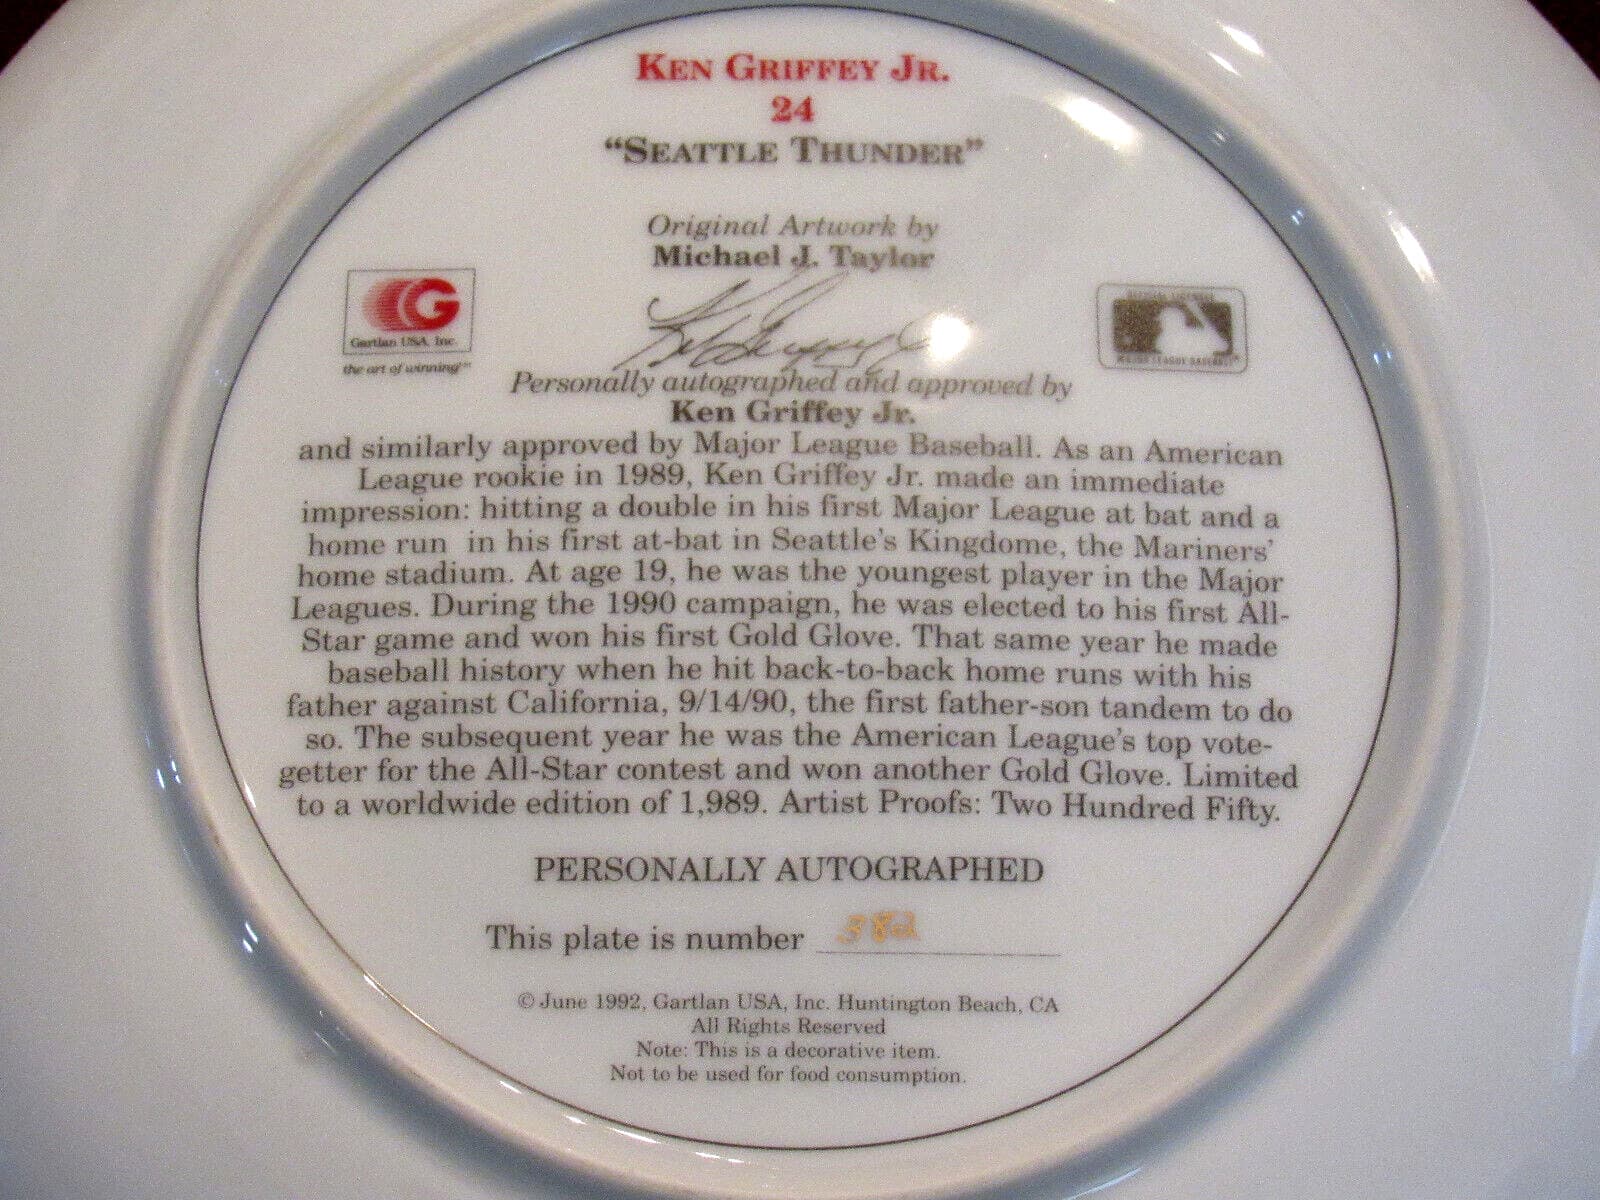 KEN GRIFFEY JR.
24
“SEATTLE THUNDER”
Original Artwork by
Michael J. Taylor
G
Gartlan USA, Inc.
the art of winning™
MAJOR LEAGUE BASEBALL
Ken Griffey Jr
Personally autographed and approved by
Ken Griffey Jr.
and similarly approved by Major League Baseball. As an American
League rookie in 1989, Ken Griffey Jr. made an immediate
impression: hitting a double in his first Major League at bat and a
home run in his first at-bat in Seattle’s Kingdome, the Mariners’
home stadium. At age 19, he was the youngest player in the Major
Leagues. During the 1990 campaign, he was elected to his first All-
Star game and won his first Gold Glove. That same year he made
baseball history when he hit back-to-back home runs with his
father against California, 9/14/90, the first father-son tandem to do
so. The subsequent year he was the American League’s top vote-
getter for the All-Star contest and won another Gold Glove. Limited
to a worldwide edition of 1,989. Artist Proofs: Two Hundred Fifty.
PERSONALLY AUTOGRAPHED
This plate is number
© June 1992, Gartlan USA, Inc. Huntington Beach, CA
All Rights Reserved
Note: This is a decorative item.
Not to be used for food consumption.